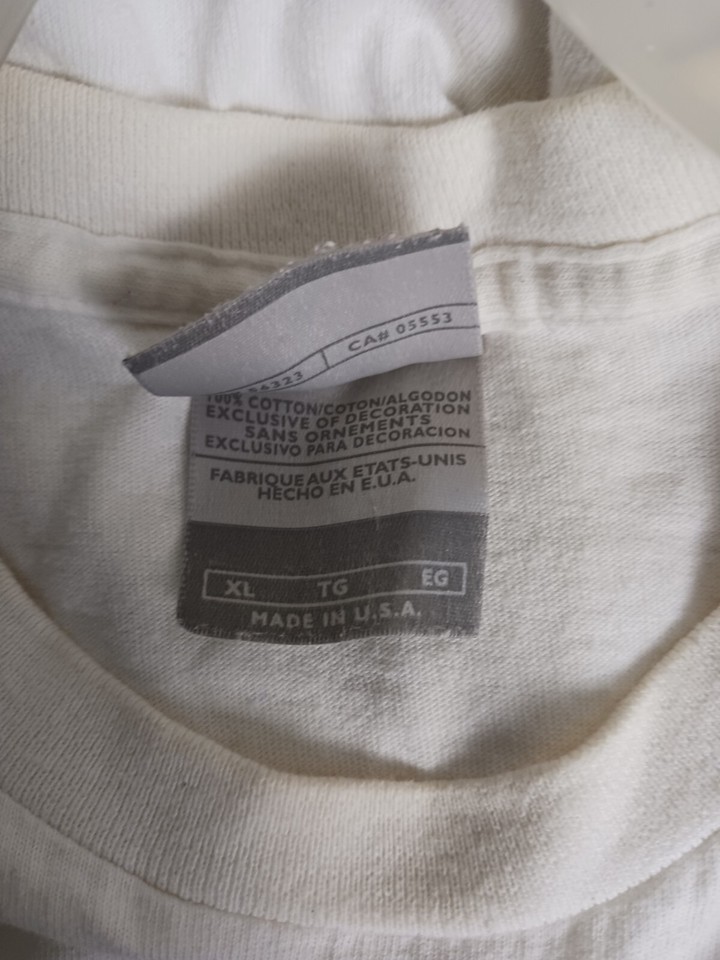 CA# 05553
100% COTTON/COTON/ALGODON
EXCLUSIVE OF DECORATION
SANS ORNEMENTS
EXCLUSIVO PARA DECORACION
FABRIQUE AUX ETATS-UNIS
HECHO EN E.U.A.
XL TG EG
MADE IN U.S.A.